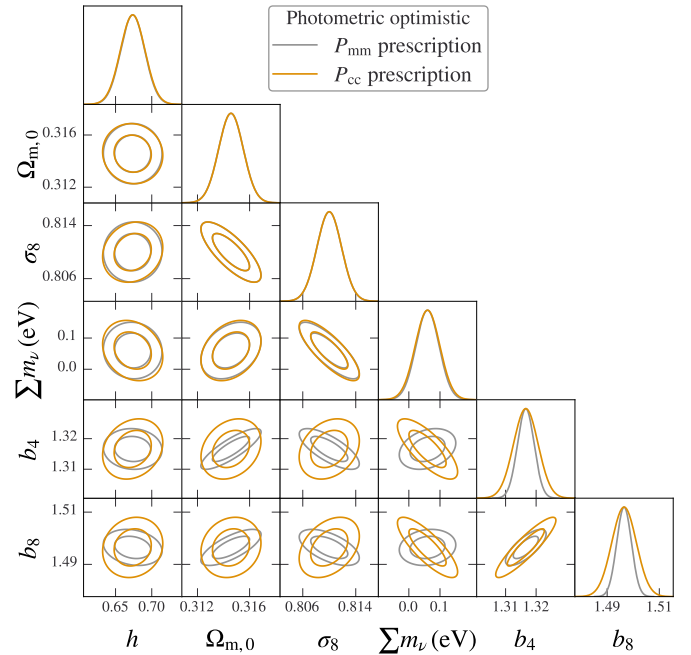 Photometric optimistic
P_mm prescription
P_cc prescription
Ω_m,0
0.316
0.312
σ_8
0.814
0.806
∑m_ν (eV)
0.1
0.0
b_4
1.32
1.31
b_8
1.51
1.49
0.65 0.70 0.312 0.316 0.806 0.814 0.0 0.1 1.31 1.32 1.49 1.51
h Ω_m,0 σ_8 ∑m_ν (eV) b_4 b_8